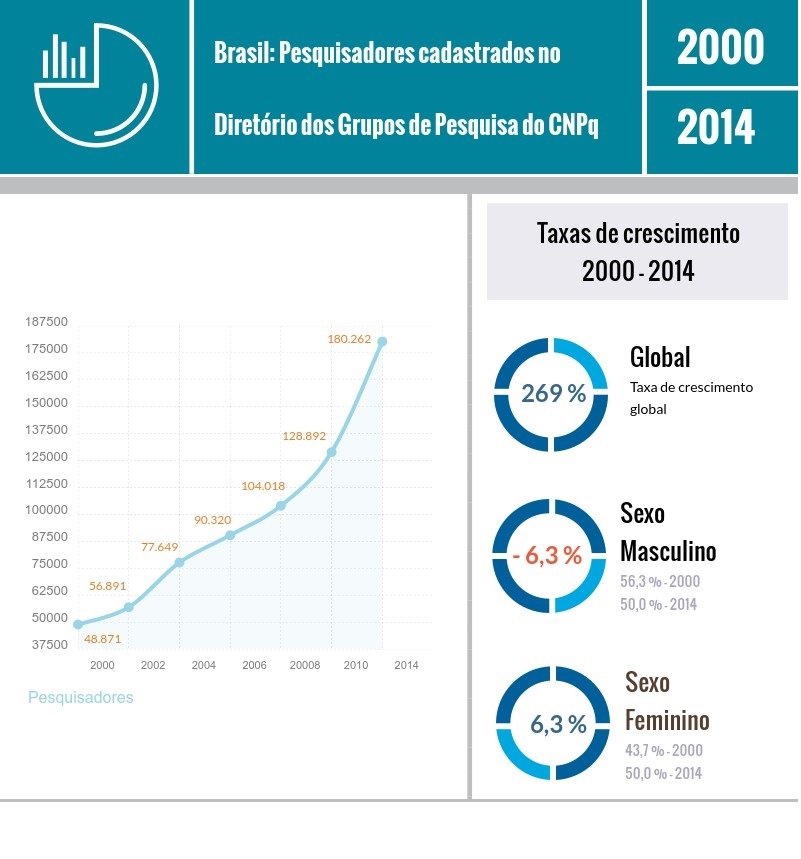 Brasil: Pesquisadores cadastrados no
Diretório dos Grupos de Pesquisa do CNPq
2000
2014
187500
175000
162500
150000
137500
125000
112500
100000
87500
75000
62500
50000
37500
180.262
128.892
104.018
90.320
77.649
56.891
48.871
2000 2002 2004 2006 20008 2010 2014
Pesquisadores
Taxas de crescimento
2000 - 2014
269 %
Global
Taxa de crescimento
global
- 6,3 %
Sexo
Masculino
56,3 % - 2000
50,0 % - 2014
6,3 %
Sexo
Feminino
43,7 % - 2000
50,0 % - 2014